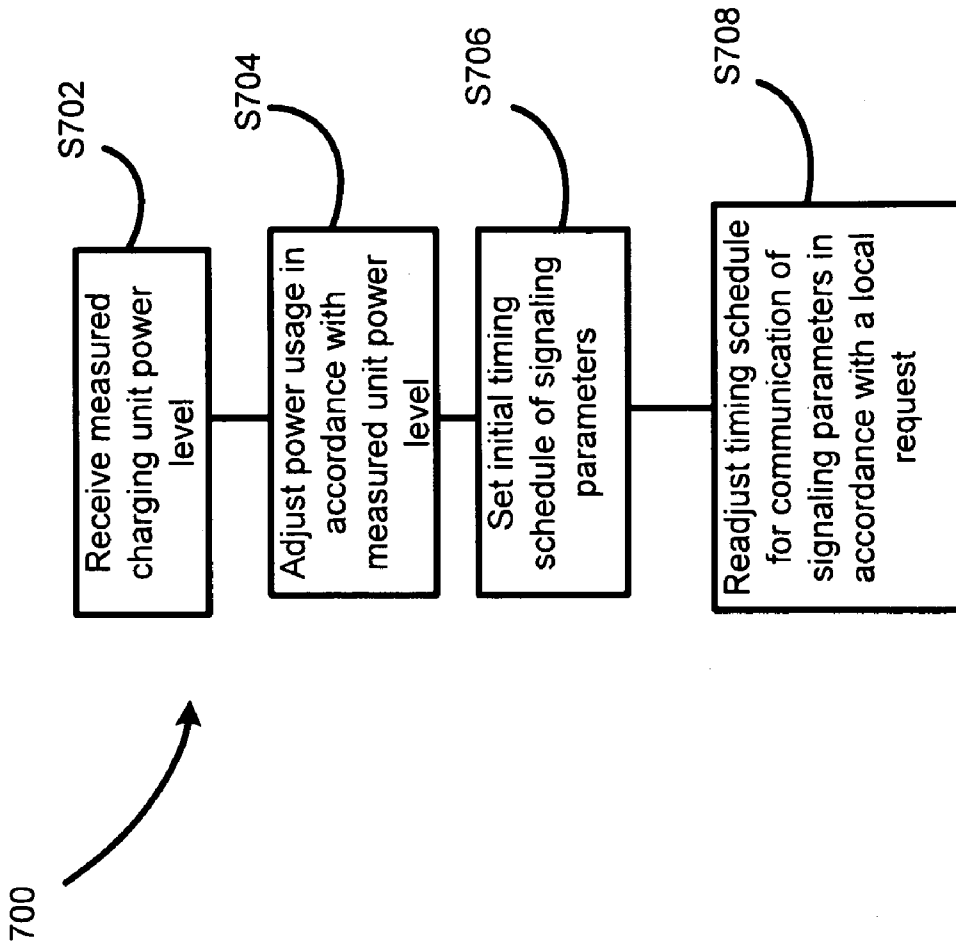 700
S702
Receive measured
charging unit power
level
S704
Adjust power usage in
accordance with
measured unit power
level
S706
Set initial timing
schedule of signaling
parameters
S708
Readjust timing schedule
for communication of
signaling parameters in
accordance with a local
request